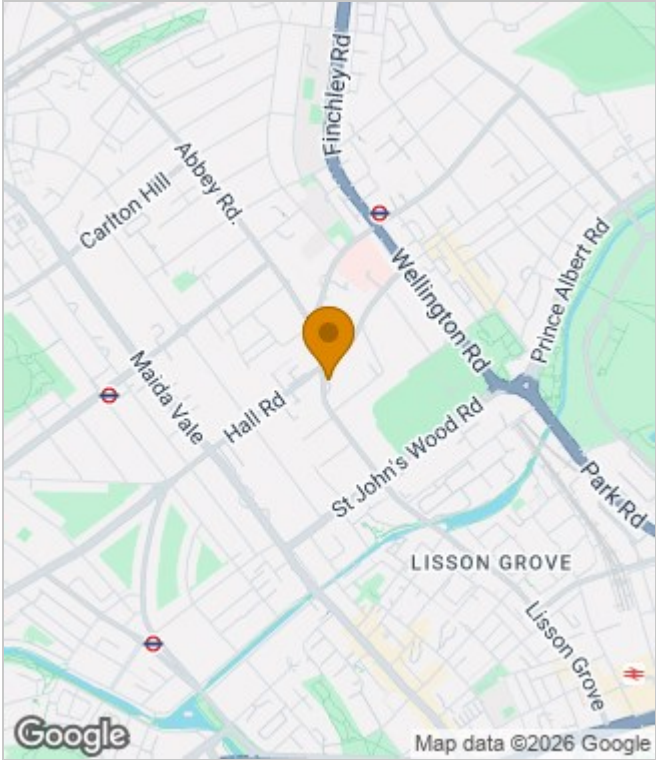 Finchley Rd
Abbey Rd.
Carlton Hill
Wellington Rd
Prince Albert Rd
Maida Vale
Hall Rd
St John's Wood Rd
Park Rd
LISSON GROVE
Lisson Grove
Google
Map data ©2026 Google